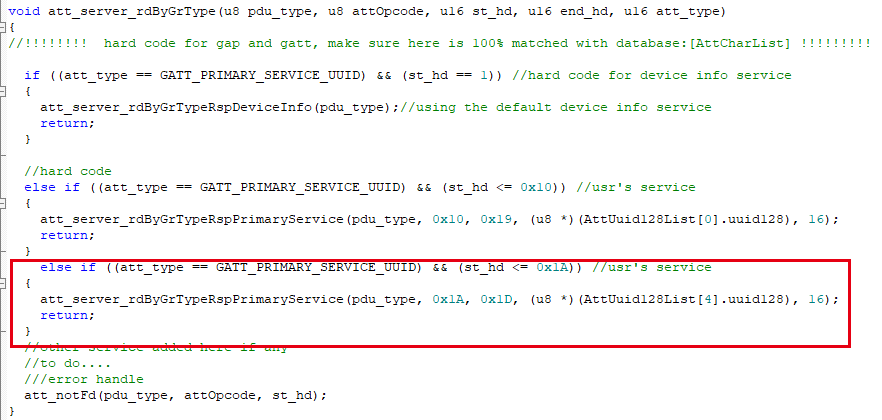 void att_server_rdByGrType(u8 pdu_type, u8 attOpcode, u16 st_hd, u16 end_hd, u16 att_type)
{
//!!!!!!!! hard code for gap and gatt, make sure here is 100% matched with database:[AttCharList] !!!!!!!!!
if ((att_type == GATT_PRIMARY_SERVICE_UUID) && (st_hd == 1)) //hard code for device info service
{
att_server_rdByGrTypeRspDeviceInfo(pdu_type);//using the default device info service
return;
}
//hard code
else if ((att_type == GATT_PRIMARY_SERVICE_UUID) && (st_hd <= 0x10)) //usr's service
{
att_server_rdByGrTypeRspPrimaryService(pdu_type, 0x10, 0x19, (u8 *)(AttUuid128List[0].uuid128), 16);
return;
}
else if ((att_type == GATT_PRIMARY_SERVICE_UUID) && (st_hd <= 0x1A)) //usr's service
{
att_server_rdByGrTypeRspPrimaryService(pdu_type, 0x1A, 0x1D, (u8 *)(AttUuid128List[4].uuid128), 16);
return;
}
//other service added here if any
//to do....
///error handle
att_notFd(pdu_type, attOpcode, st_hd);
}